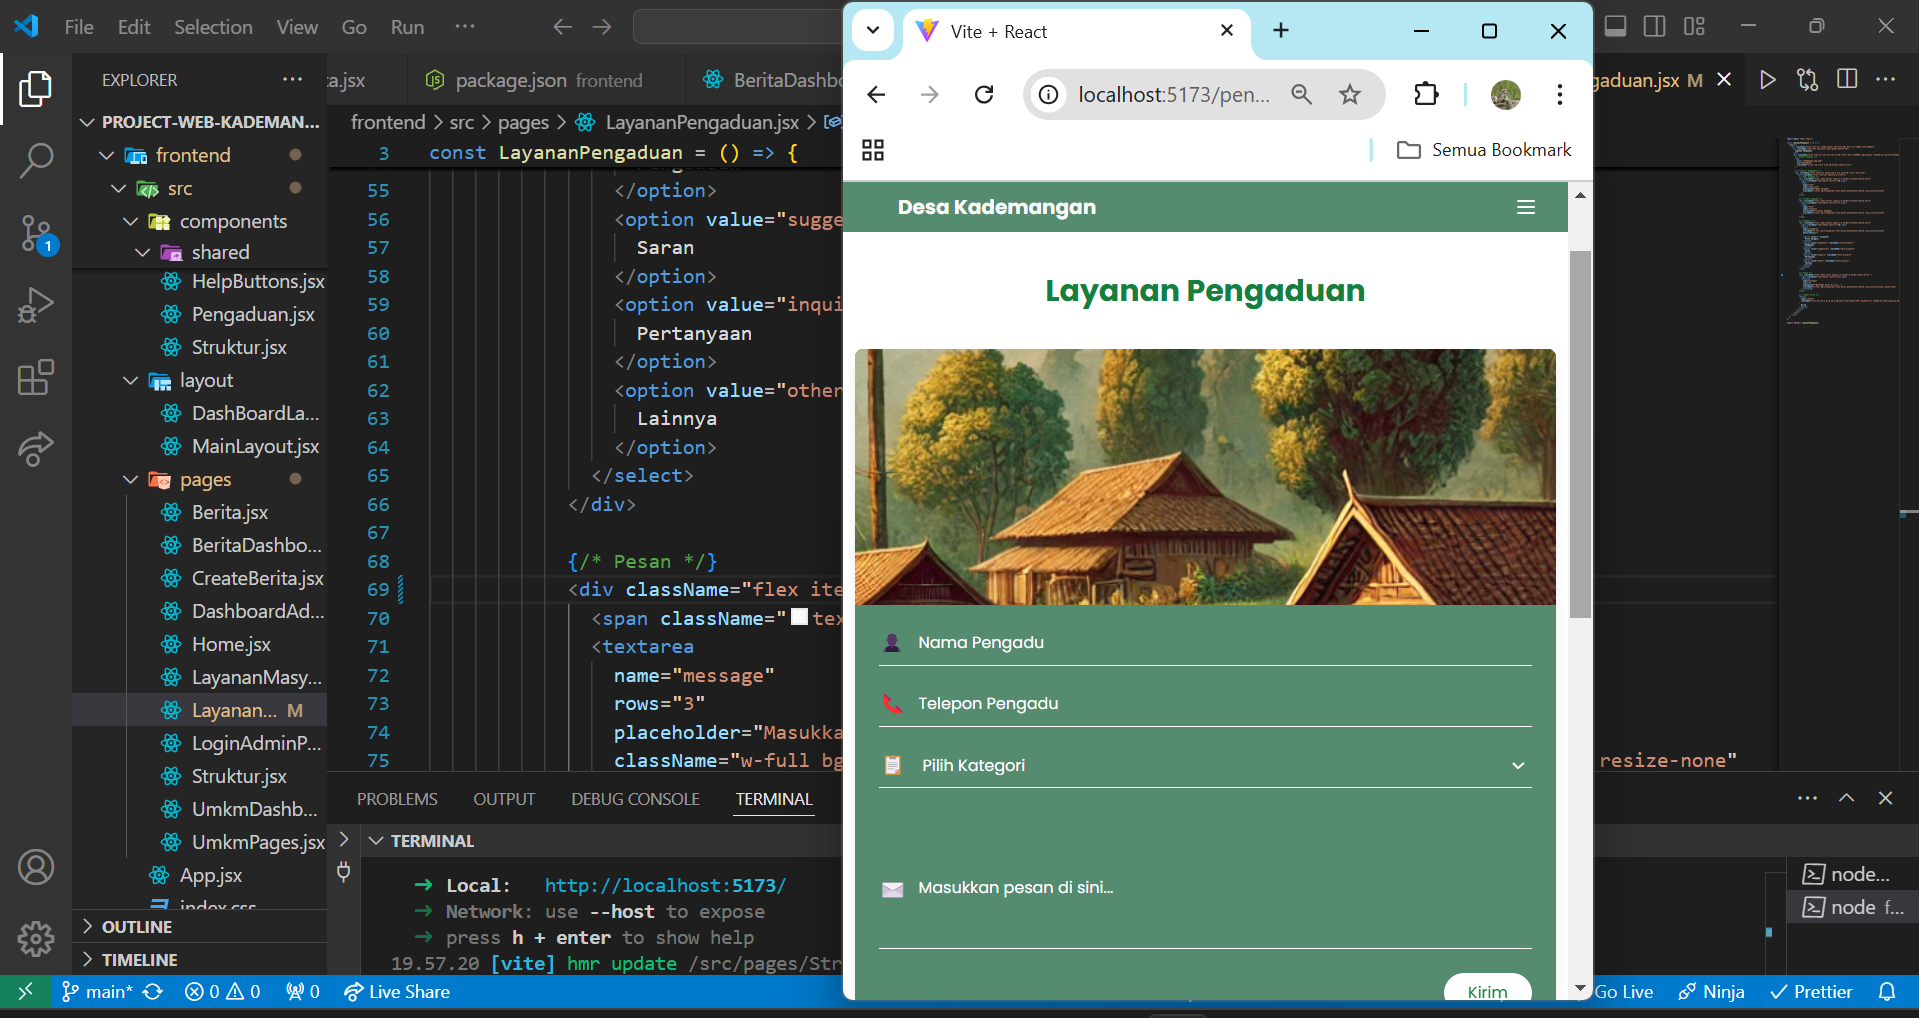 File Edit Selection View Go Run ···
EXPLORER ···
PROJECT-WEB-KADEMAN...
frontend
src
components
shared
HelpButtons.jsx
Pengaduan.jsx
Struktur.jsx
layout
DashBoardLa...
MainLayout.jsx
pages
Berita.jsx
BeritaDashbo...
CreateBerita.jsx
DashboardAd...
Home.jsx
LayananMasy...
Layanan... M
LoginAdminP...
Struktur.jsx
UmkmDashb...
UmkmPages.jsx
App.jsx
index.css
OUTLINE
TIMELINE
1
ta.jsx
package.json frontend
BeritaDashbo
gaduan.jsx M
frontend > src > pages > LayananPengaduan.jsx >
3 const LayananPengaduan = () => {
55 </option>
56 <option value="sugge
57 Saran
58 </option>
59 <option value="inqui
60 Pertanyaan
61 </option>
62 <option value="other
63 Lainnya
64 </option>
65 </select>
66 </div>
67
68 {/* Pesan */}
69 <div className="flex ite
70 <span className="tex
71 <textarea
72 name="message"
73 rows="3"
74 placeholder="Masukka
75 className="w-full bg
resize-none"
PROBLEMS OUTPUT DEBUG CONSOLE TERMINAL
TERMINAL
➜ Local: http://localhost:5173/
➜ Network: use --host to expose
➜ press h + enter to show help
19.57.20 [vite] hmr update /src/pages/Str
node...
node f...
main* 0 0 0 Live Share
Go Live Ninja Prettier
Vite + React
localhost:5173/pen...
Semua Bookmark
Desa Kademangan
Layanan Pengaduan
Nama Pengadu
Telepon Pengadu
Pilih Kategori
Masukkan pesan di sini...
Kirim